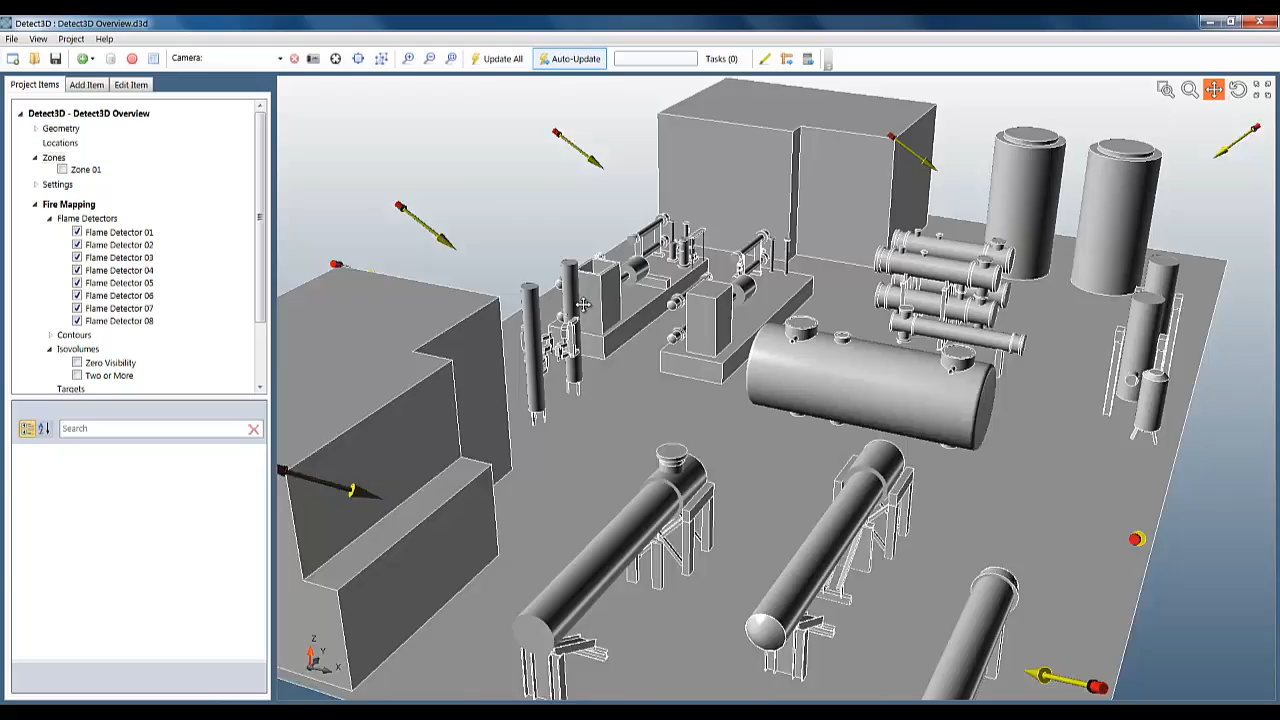 Detect3D : Detect3D Overview.d3d
File View Project Help
Camera: Update All Auto-Update Tasks (0)
Project Items Add Item Edit Item
Detect3D - Detect3D Overview
Geometry
Locations
Zones
Zone 01
Settings
Fire Mapping
Flame Detectors
Flame Detector 01
Flame Detector 02
Flame Detector 03
Flame Detector 04
Flame Detector 05
Flame Detector 06
Flame Detector 07
Flame Detector 08
Contours
Isovolumes
Zero Visibility
Two or More
Targets
Search
Z
Y
X